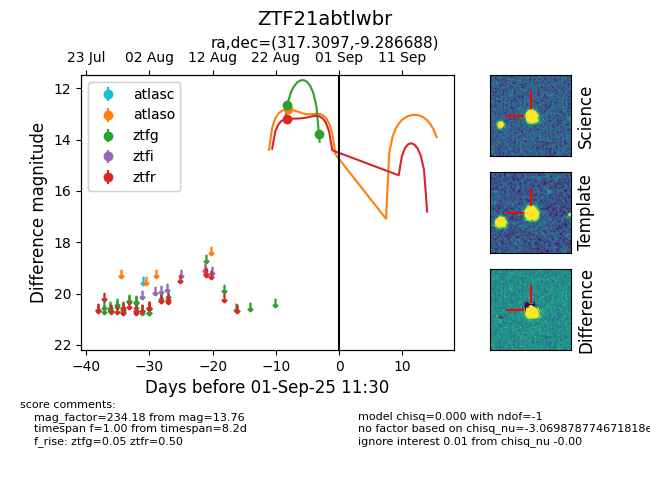 ZTF21abtlwbr
ra,dec=(317.3097,-9.286688)
23 Jul 02 Aug 12 Aug 22 Aug 01 Sep 11 Sep
12
14
16
18
20
22
Difference magnitude
atlasc
atlaso
ztfg
ztfi
ztfr
−40 −30 −20 −10 0 10
Days before 01-Sep-25 11:30
Science
Template
Difference
score comments:
mag_factor=234.18 from mag=13.76
timespan f=1.00 from timespan=8.2d
f_rise: ztfg=0.05 ztfr=0.50
model chisq=0.000 with ndof=-1
no factor based on chisq_nu=-3.069878774671818e
ignore interest 0.01 from chisq_nu -0.00